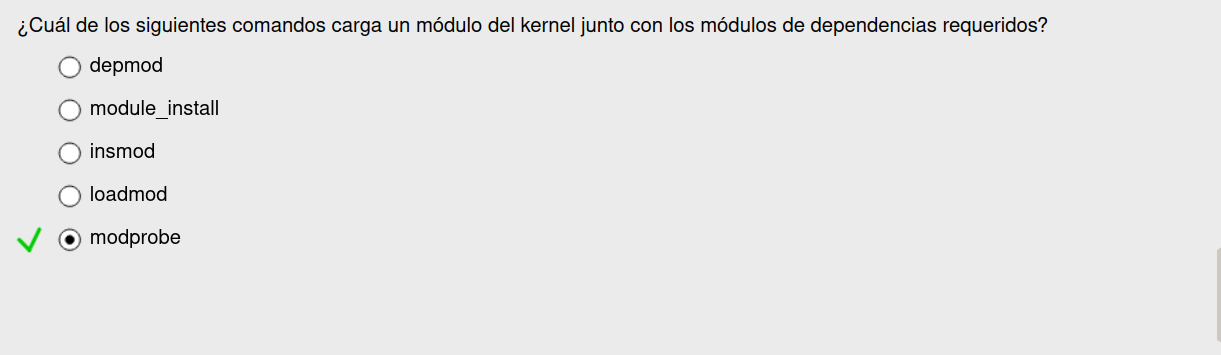 ¿Cuál de los siguientes comandos carga un módulo del kernel junto con los módulos de dependencias requeridos?
depmod
module_install
insmod
loadmod
modprobe